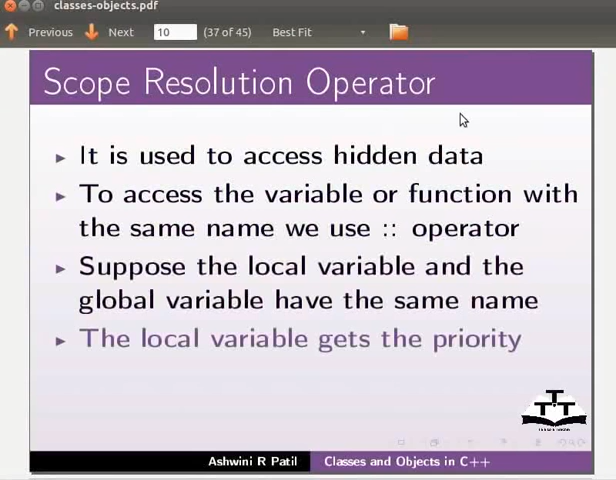 classes-objects.pdf
Previous Next 10 (37 of 45) Best Fit
Scope Resolution Operator
It is used to access hidden data
To access the variable or function with
the same name we use :: operator
Suppose the local variable and the
global variable have the same name
The local variable gets the priority
Ashwini R Patil Classes and Objects in C++